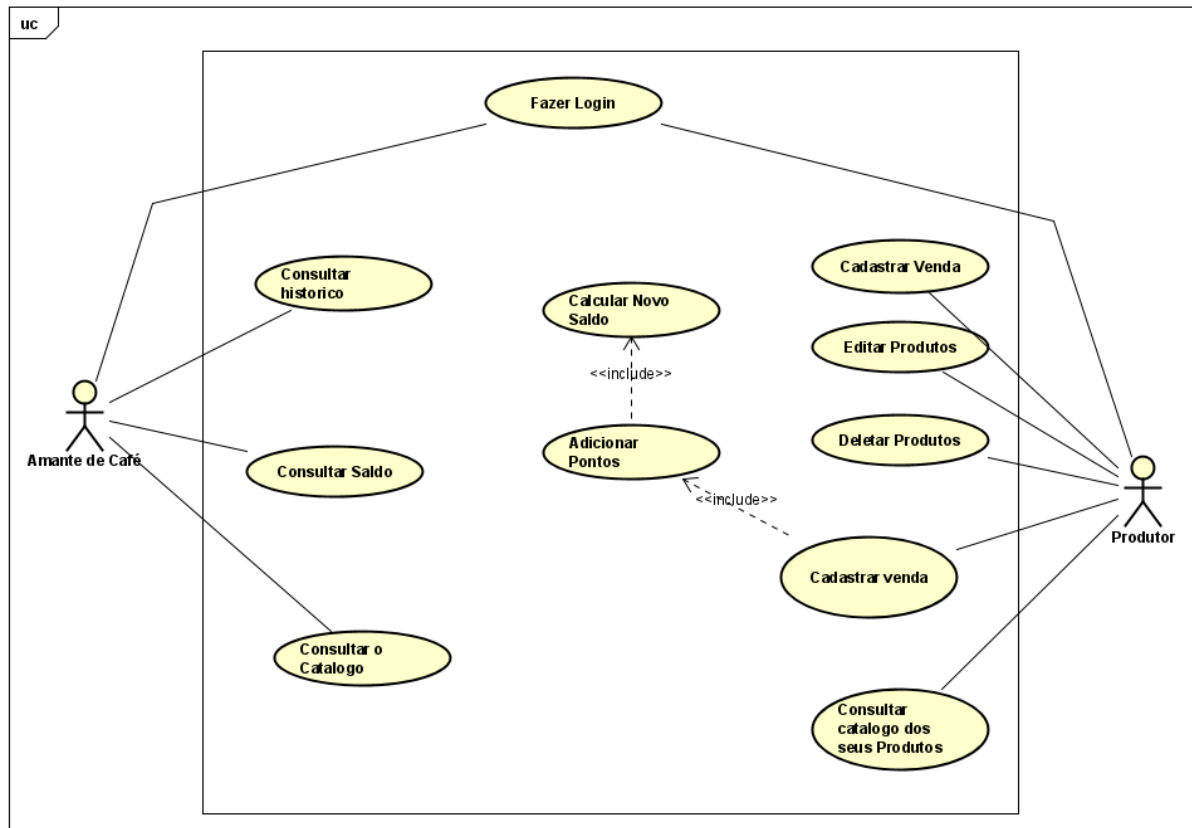 uc
Fazer Login
Consultar
historico
Calcular Novo
Saldo
Cadastrar Venda
Editar Produtos
<<include>>
Adicionar
Pontos
Deletar Produtos
Amante de Café
Consultar Saldo
<<include>>
Produtor
Cadastrar venda
Consultar o
Catalogo
Consultar
catalogo dos
seus Produtos